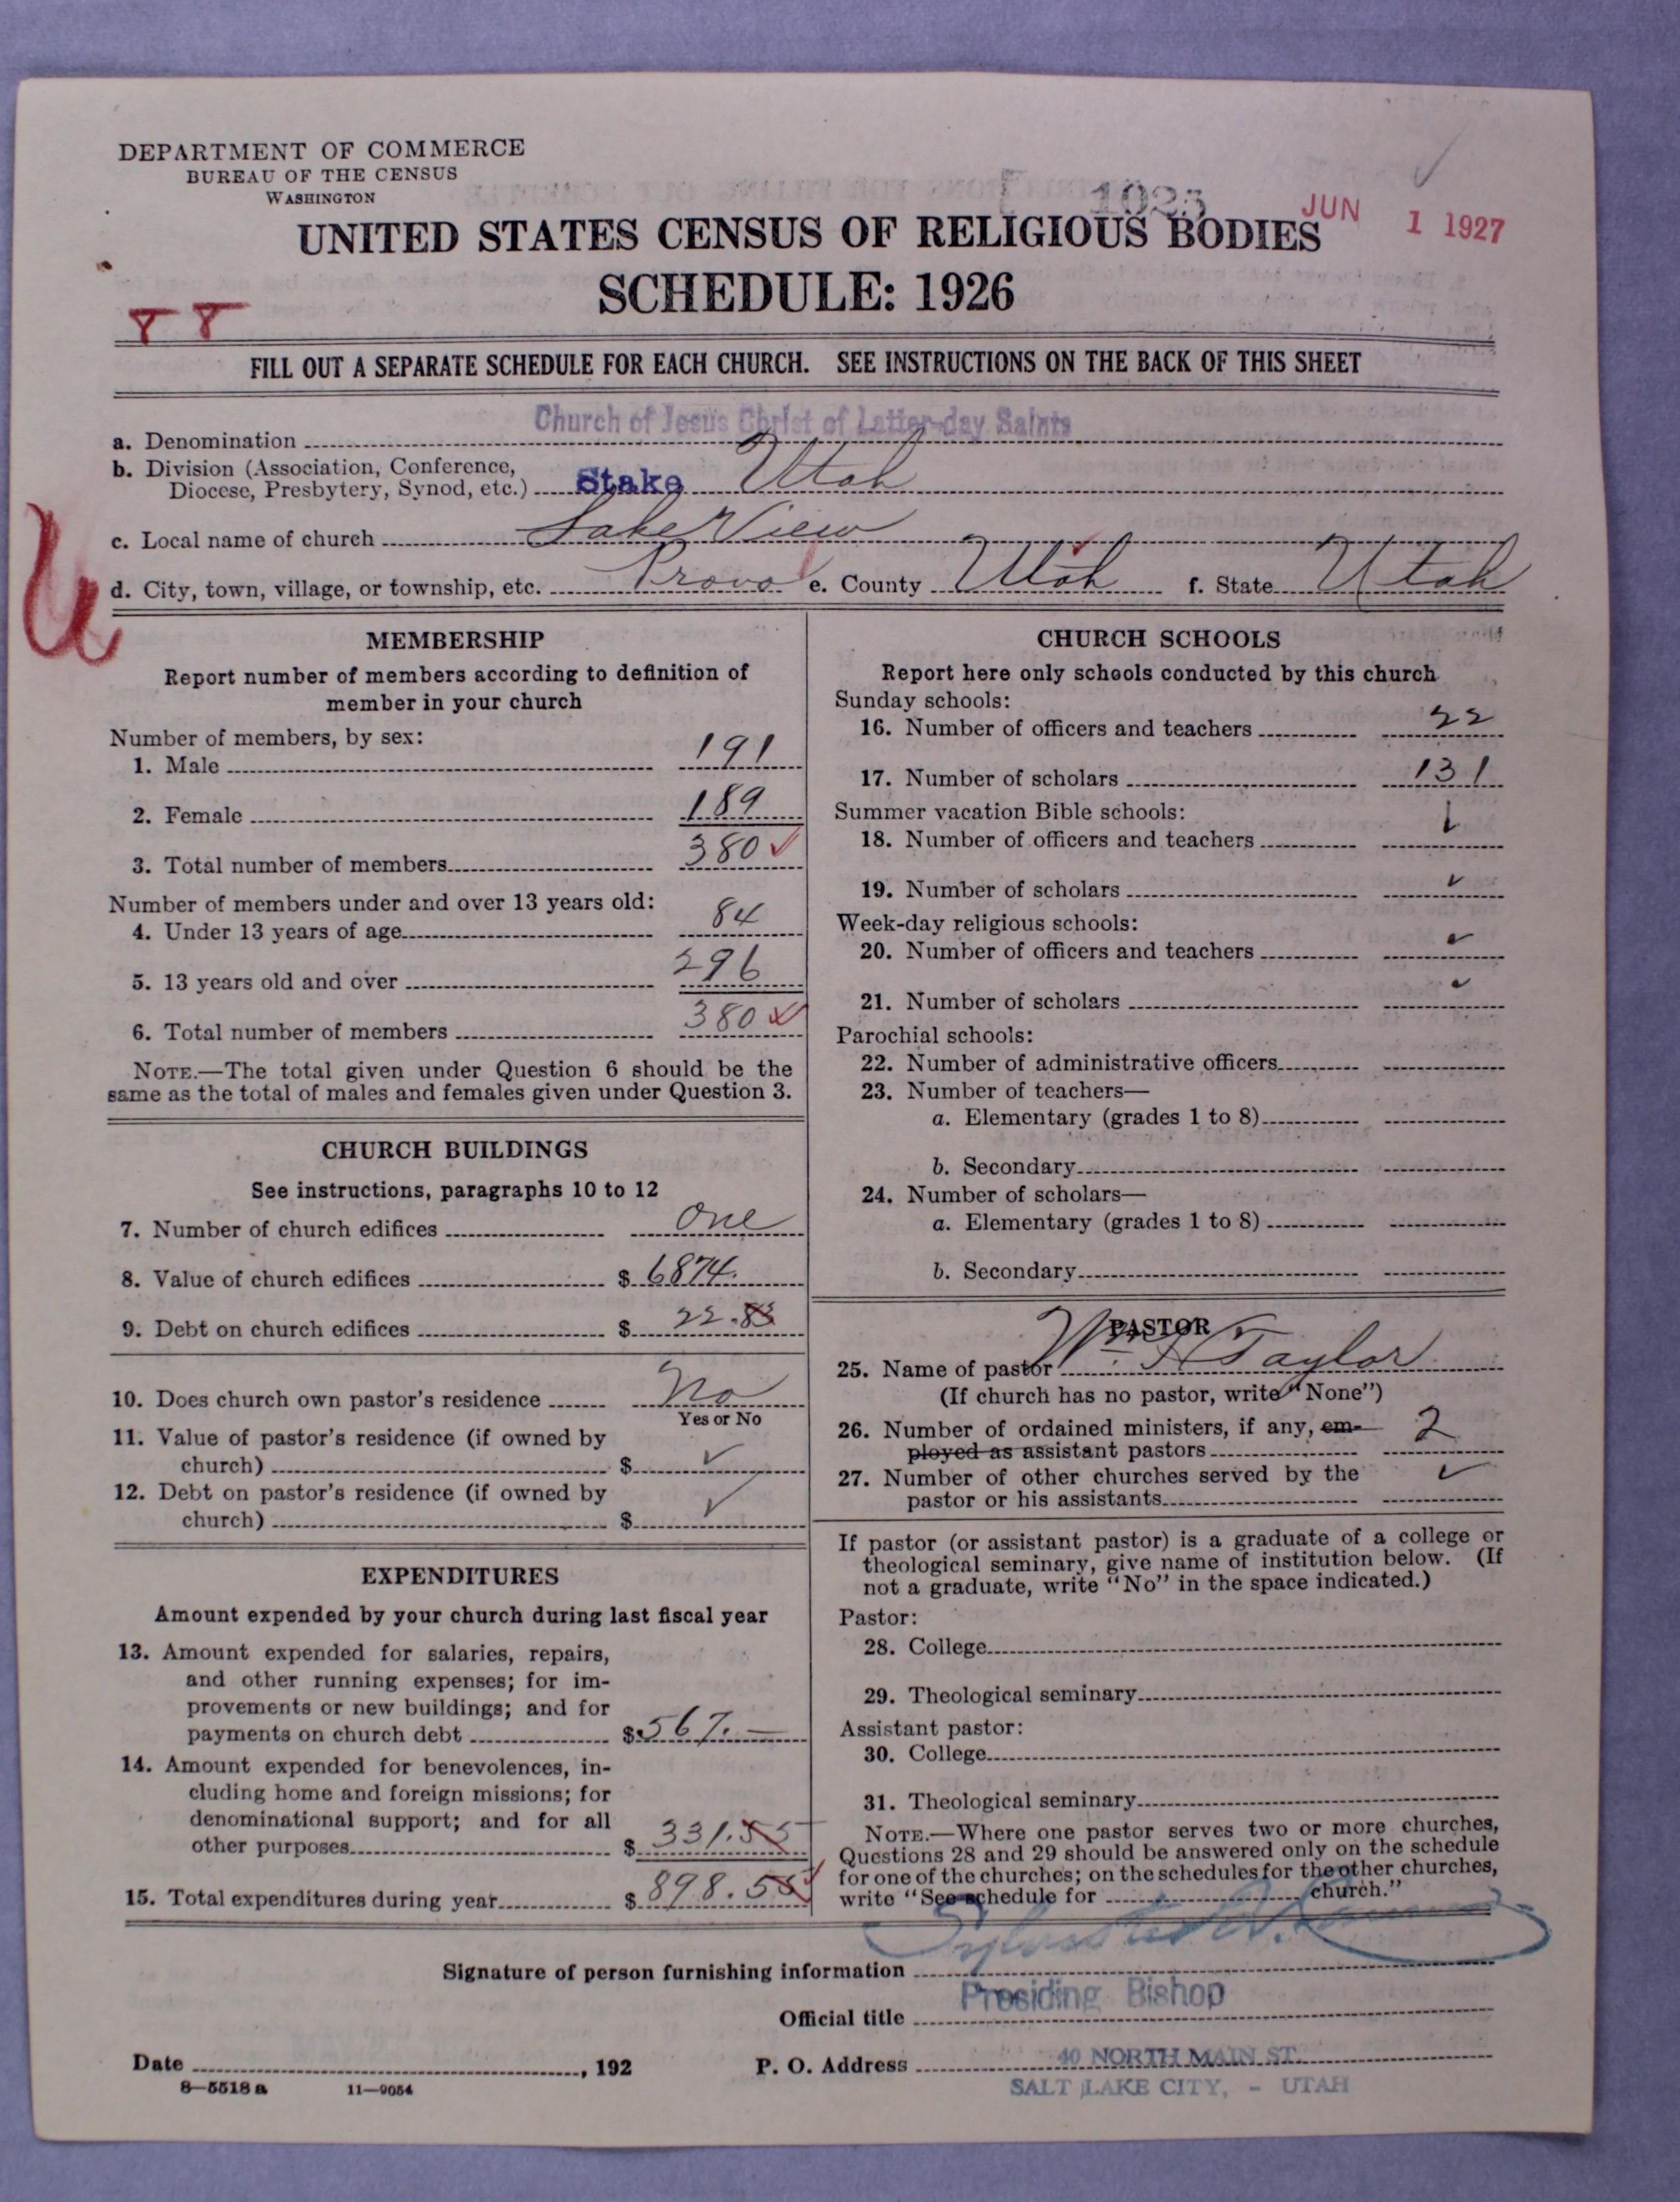 DEPARTMENT OF COMMERCE
BUREAU OF THE CENSUS
WASHINGTON
JUN 1 1927
UNITED STATES CENSUS OF RELIGIOUS BODIES
SCHEDULE: 1926
FILL OUT A SEPARATE SCHEDULE FOR EACH CHURCH. SEE INSTRUCTIONS ON THE BACK OF THIS SHEET
a. Denomination Church of Jesus Christ of Latter-day Saints
b. Division (Association, Conference,
Diocese, Presbytery, Synod, etc.) Stake Utah
c. Local name of church Lake View
d. City, town, village, or township, etc. Provo e. County Utah f. State Utah
MEMBERSHIP
Report number of members according to definition of
member in your church
Number of members, by sex:
1. Male 191
2. Female 189
3. Total number of members 380
Number of members under and over 13 years old:
4. Under 13 years of age 84
5. 13 years old and over 296
6. Total number of members 380
NOTE.—The total given under Question 6 should be the
same as the total of males and females given under Question 3.
CHURCH BUILDINGS
See instructions, paragraphs 10 to 12
7. Number of church edifices One
8. Value of church edifices $ 6874.
9. Debt on church edifices $ 22.83
10. Does church own pastor's residence No
Yes or No
11. Value of pastor's residence (if owned by
church) $ ✓
12. Debt on pastor's residence (if owned by
church) $ ✓
EXPENDITURES
Amount expended by your church during last fiscal year
13. Amount expended for salaries, repairs,
and other running expenses; for im-
provements or new buildings; and for
payments on church debt $ 567.—
14. Amount expended for benevolences, in-
cluding home and foreign missions; for
denominational support; and for all
other purposes $ 331.55
15. Total expenditures during year $ 898.55
CHURCH SCHOOLS
Report here only schools conducted by this church
Sunday schools:
16. Number of officers and teachers 22
17. Number of scholars 131
Summer vacation Bible schools:
18. Number of officers and teachers ✓
19. Number of scholars ✓
Week-day religious schools:
20. Number of officers and teachers ✓
21. Number of scholars ✓
Parochial schools:
22. Number of administrative officers
23. Number of teachers—
a. Elementary (grades 1 to 8)
b. Secondary
24. Number of scholars—
a. Elementary (grades 1 to 8)
b. Secondary
PASTOR
25. Name of pastor Wm. H Taylor
(If church has no pastor, write "None")
26. Number of ordained ministers, if any, em-
ployed as assistant pastors 2
27. Number of other churches served by the
pastor or his assistants ✓
If pastor (or assistant pastor) is a graduate of a college or
theological seminary, give name of institution below. (If
not a graduate, write "No" in the space indicated.)
Pastor:
28. College
29. Theological seminary
Assistant pastor:
30. College
31. Theological seminary
NOTE.—Where one pastor serves two or more churches,
Questions 28 and 29 should be answered only on the schedule
for one of the churches; on the schedules for the other churches,
write "See schedule for church."
Signature of person furnishing information
Official title Presiding Bishop
Date , 192
P. O. Address 40 NORTH MAIN ST.
SALT LAKE CITY, - UTAH
8—5518 a 11—9054